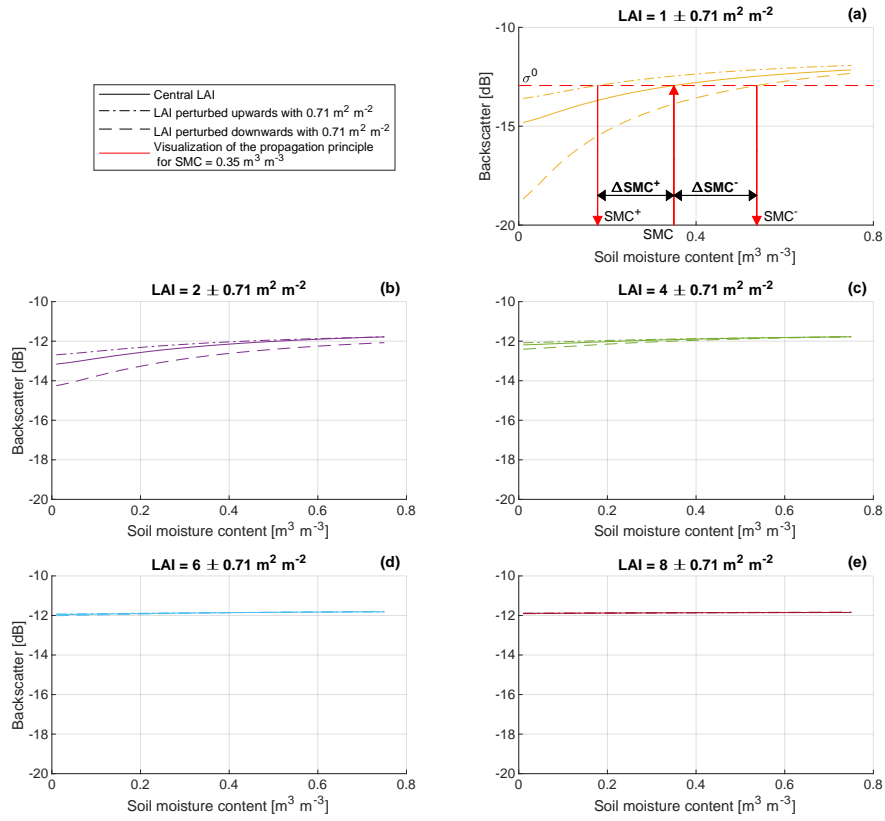 LAI = 1 ± 0.71 m² m⁻² (a)
-10
-15
-20
Backscatter [dB]
σ⁰
ΔSMC⁺ ΔSMC⁻
SMC⁺ SMC SMC⁻
0 0.4 0.8
Soil moisture content [m³ m⁻³]
Central LAI
LAI perturbed upwards with 0.71 m² m⁻²
LAI perturbed downwards with 0.71 m² m⁻²
Visualization of the propagation principle
for SMC = 0.35 m³ m⁻³
LAI = 2 ± 0.71 m² m⁻² (b)
-10
-12
-14
-16
-18
-20
Backscatter [dB]
0 0.2 0.4 0.6 0.8
Soil moisture content [m³ m⁻³]
LAI = 4 ± 0.71 m² m⁻² (c)
-10
-12
-14
-16
-18
-20
0 0.2 0.4 0.6 0.8
Soil moisture content [m³ m⁻³]
LAI = 6 ± 0.71 m² m⁻² (d)
-10
-12
-14
-16
-18
-20
Backscatter [dB]
0 0.2 0.4 0.6 0.8
Soil moisture content [m³ m⁻³]
LAI = 8 ± 0.71 m² m⁻² (e)
-10
-12
-14
-16
-18
-20
0 0.2 0.4 0.6 0.8
Soil moisture content [m³ m⁻³]